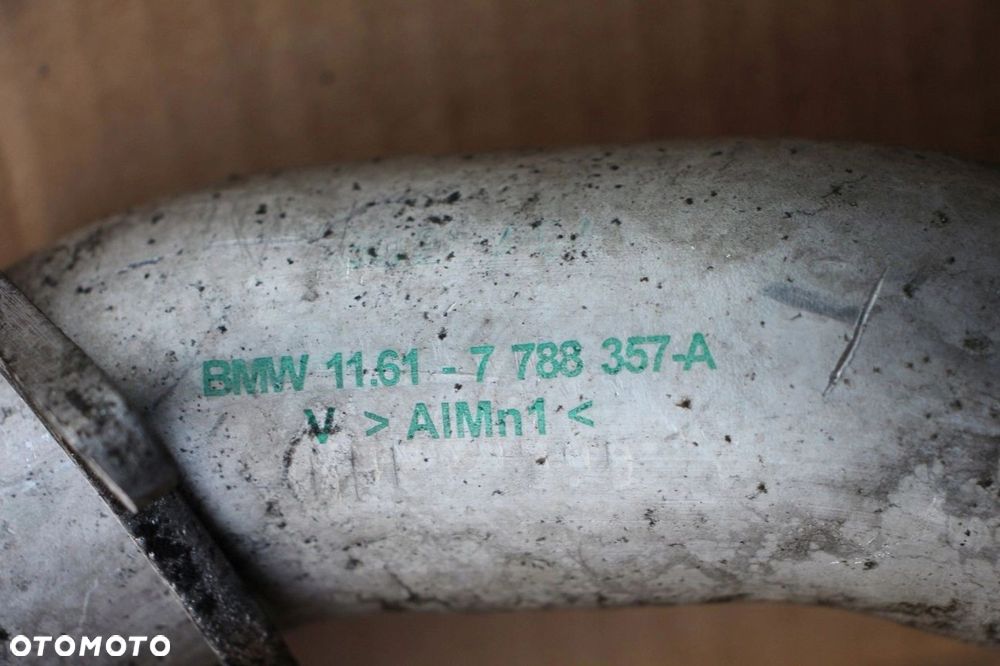 BMW 11.61 - 7 788 357-A
V > AlMn1 <
OTOMOTO